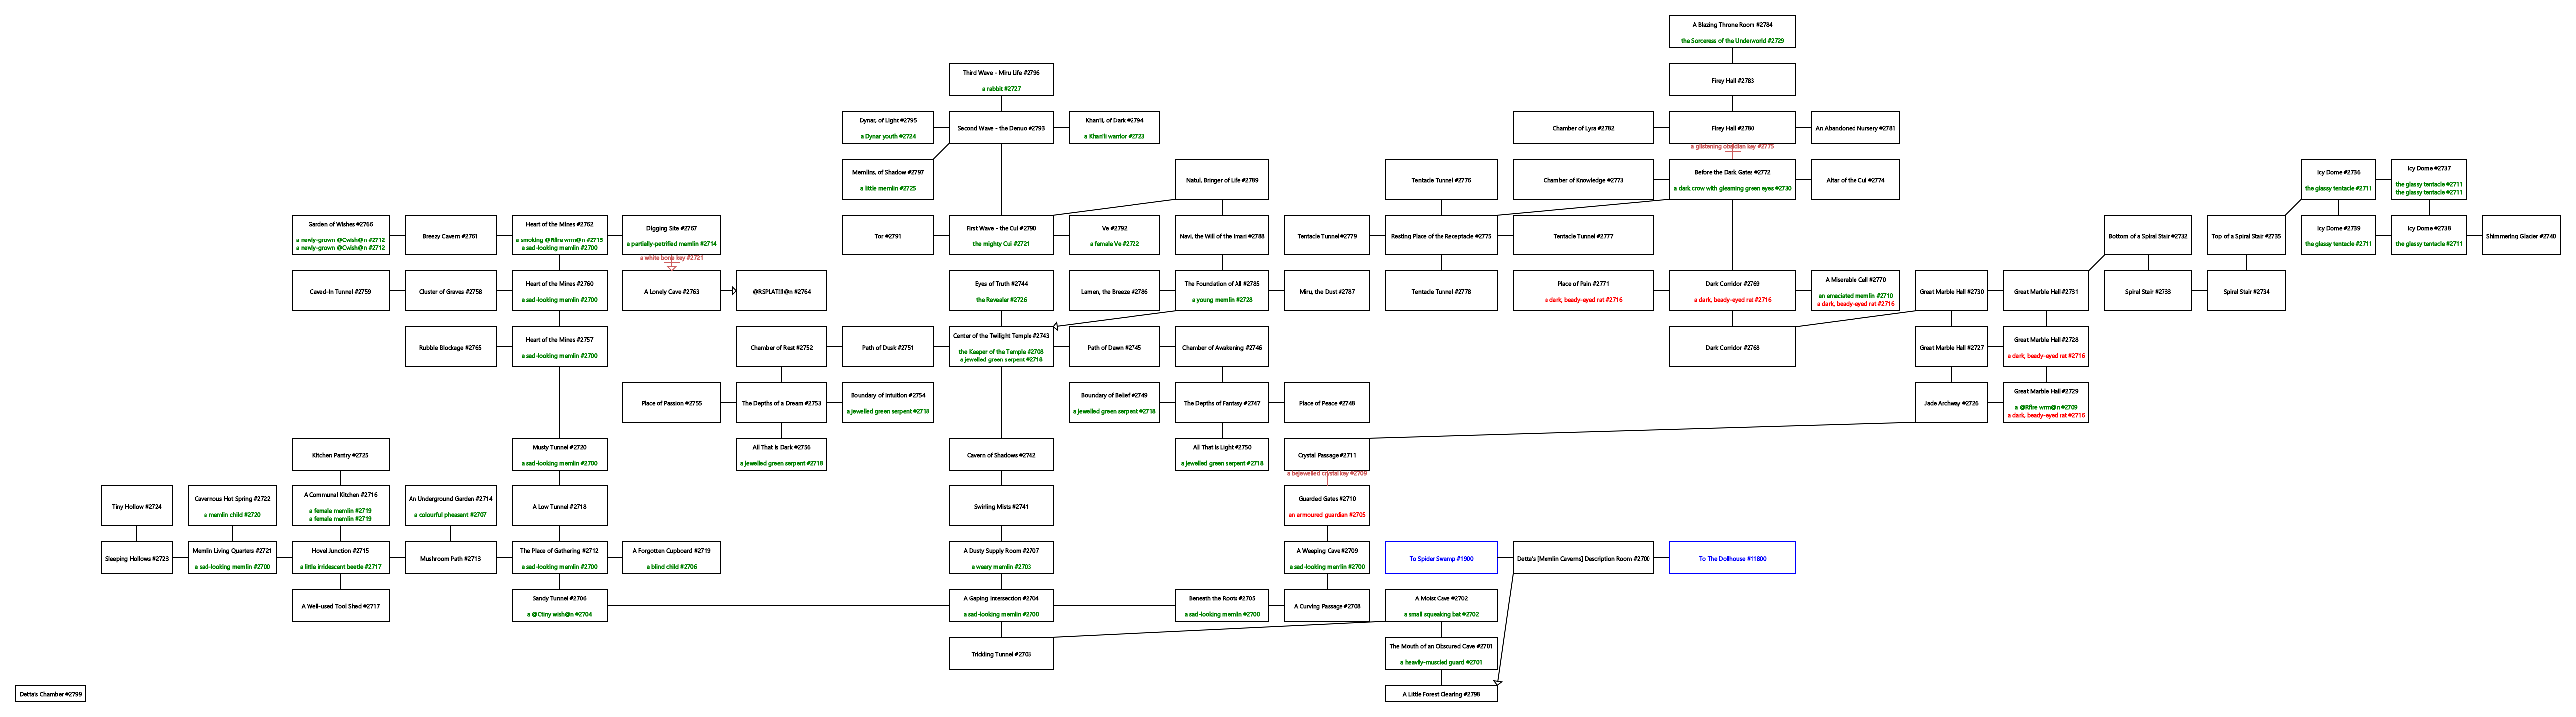 A Blazing Throne Room #2784
the Sorceress of the Underworld #2729
Third Wave - Miru Life #2796
a rabbit #2727
Firey Hall #2783
Dynar, of Light #2795
a Dynar youth #2724
Second Wave - the Denuo #2793
Khan'li, of Dark #2794
a Khan'li warrior #2723
Chamber of Lyra #2782
Firey Hall #2780
An Abandoned Nursery #2781
a glistening obsidian key #2775
Memlins, of Shadow #2797
a little memlin #2725
Natul, Bringer of Life #2789
Tentacle Tunnel #2776
Chamber of Knowledge #2773
Before the Dark Gates #2772
a dark crow with gleaming green eyes #2730
Altar of the Cui #2774
Icy Dome #2736
the glassy tentacle #2711
Icy Dome #2737
the glassy tentacle #2711
the glassy tentacle #2711
Garden of Wishes #2766
a newly-grown @Cwish@n #2712
a newly-grown @Cwish@n #2712
Breezy Cavern #2761
Heart of the Mines #2762
a smoking @Rfire wrm@n #2715
a sad-looking memlin #2700
Digging Site #2767
a partially-petrified memlin #2714
Tor #2791
First Wave - the Cui #2790
the mighty Cui #2721
Ve #2792
a female Ve #2722
Navi, the Will of the Imari #2788
Tentacle Tunnel #2779
Resting Place of the Receptacle #2775
Tentacle Tunnel #2777
Bottom of a Spiral Stair #2732
Top of a Spiral Stair #2735
Icy Dome #2739
the glassy tentacle #2711
Icy Dome #2738
the glassy tentacle #2711
Shimmering Glacier #2740
a white bone key #2721
Caved-In Tunnel #2759
Cluster of Graves #2758
Heart of the Mines #2760
a sad-looking memlin #2700
A Lonely Cave #2763
@RSPLAT!!!@n #2764
Eyes of Truth #2744
the Revealer #2726
Lamen, the Breeze #2786
The Foundation of All #2785
a young memlin #2728
Miru, the Dust #2787
Tentacle Tunnel #2778
Place of Pain #2771
a dark, beady-eyed rat #2716
Dark Corridor #2769
a dark, beady-eyed rat #2716
A Miserable Cell #2770
an emaciated memlin #2710
a dark, beady-eyed rat #2716
Great Marble Hall #2730
Great Marble Hall #2731
Spiral Stair #2733
Spiral Stair #2734
Rubble Blockage #2765
Heart of the Mines #2757
a sad-looking memlin #2700
Chamber of Rest #2752
Path of Dusk #2751
Center of the Twilight Temple #2743
the Keeper of the Temple #2708
a jewelled green serpent #2718
Path of Dawn #2745
Chamber of Awakening #2746
Dark Corridor #2768
Great Marble Hall #2727
Great Marble Hall #2728
a dark, beady-eyed rat #2716
Place of Passion #2755
The Depths of a Dream #2753
Boundary of Intuition #2754
a jewelled green serpent #2718
Boundary of Belief #2749
a jewelled green serpent #2718
The Depths of Fantasy #2747
Place of Peace #2748
Jade Archway #2726
Great Marble Hall #2729
a @Rfire wrm@n #2709
a dark, beady-eyed rat #2716
Kitchen Pantry #2725
Musty Tunnel #2720
a sad-looking memlin #2700
All That is Dark #2756
a jewelled green serpent #2718
Cavern of Shadows #2742
All That is Light #2750
a jewelled green serpent #2718
Crystal Passage #2711
a bejewelled crystal key #2709
Tiny Hollow #2724
Cavernous Hot Spring #2722
a memlin child #2720
A Communal Kitchen #2716
a female memlin #2719
a female memlin #2719
An Underground Garden #2714
a colourful pheasant #2707
A Low Tunnel #2718
Swirling Mists #2741
Guarded Gates #2710
an armoured guardian #2705
Sleeping Hollows #2723
Memlin Living Quarters #2721
a sad-looking memlin #2700
Hovel Junction #2715
a little irridescent beetle #2717
Mushroom Path #2713
The Place of Gathering #2712
a sad-looking memlin #2700
A Forgotten Cupboard #2719
a blind child #2706
A Dusty Supply Room #2707
a weary memlin #2703
A Weeping Cave #2709
a sad-looking memlin #2700
To Spider Swamp #1900
Detta's [Memlin Caverns] Description Room #2700
To The Dollhouse #11800
A Well-used Tool Shed #2717
Sandy Tunnel #2706
a @Ctiny wish@n #2704
A Gaping Intersection #2704
a sad-looking memlin #2700
Beneath the Roots #2705
a sad-looking memlin #2700
A Curving Passage #2708
A Moist Cave #2702
a small squeaking bat #2702
Trickling Tunnel #2703
The Mouth of an Obscured Cave #2701
a heavily-muscled guard #2701
Detta's Chamber #2799
A Little Forest Clearing #2798